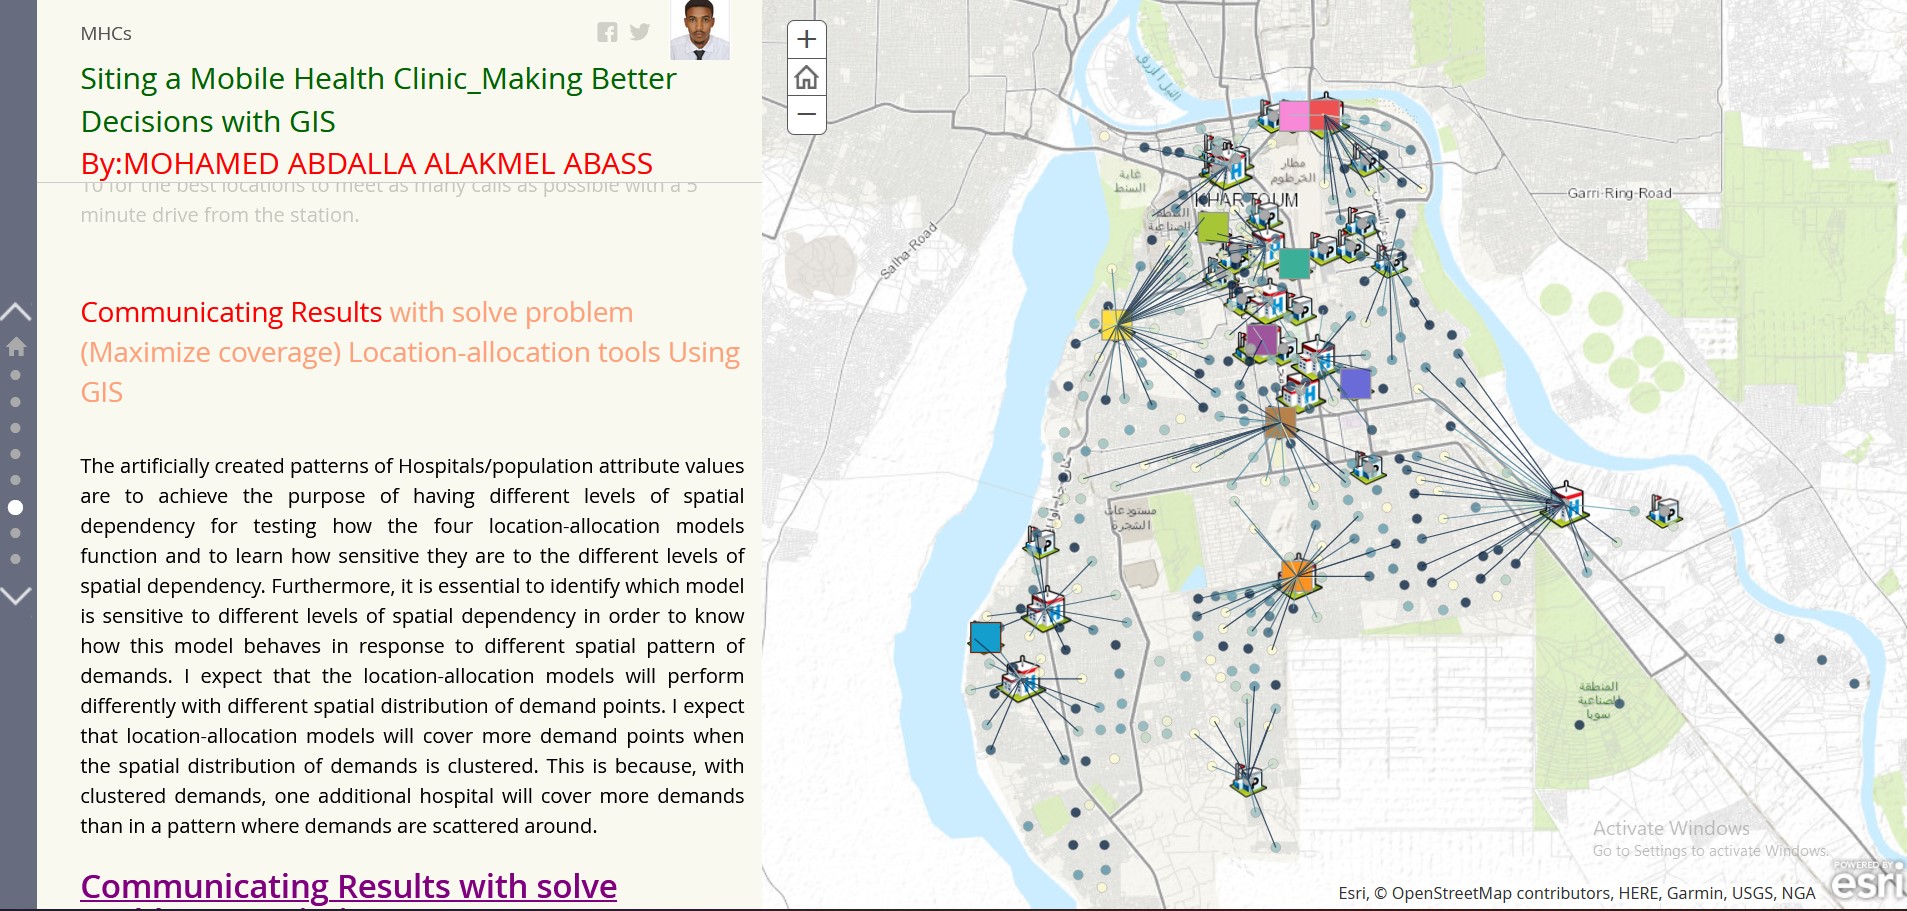 MHCs
Siting a Mobile Health Clinic_Making Better
Decisions with GIS
By:MOHAMED ABDALLA ALAKMEL ABASS
10 for the best locations to meet as many calls as possible with a 5
minute drive from the station.
Communicating Results with solve problem
(Maximize coverage) Location-allocation tools Using
GIS
The artificially created patterns of Hospitals/population attribute values
are to achieve the purpose of having different levels of spatial
dependency for testing how the four location-allocation models
function and to learn how sensitive they are to the different levels of
spatial dependency. Furthermore, it is essential to identify which model
is sensitive to different levels of spatial dependency in order to know
how this model behaves in response to different spatial pattern of
demands. I expect that the location-allocation models will perform
differently with different spatial distribution of demand points. I expect
that location-allocation models will cover more demand points when
the spatial distribution of demands is clustered. This is because, with
clustered demands, one additional hospital will cover more demands
than in a pattern where demands are scattered around.
Communicating Results with solve
النيل الأزرق
غابة
السنط
مطار
الخرطوم
KHARTOUM
المنطقة
الصناعية
Garri-Ring-Road
Salha-Road
مستودعات
الشجرة
المنطقة
الصناعية
سوبا
Activate Windows
Go to Settings to activate Windows.
POWERED BY
esri
Esri, © OpenStreetMap contributors, HERE, Garmin, USGS, NGA